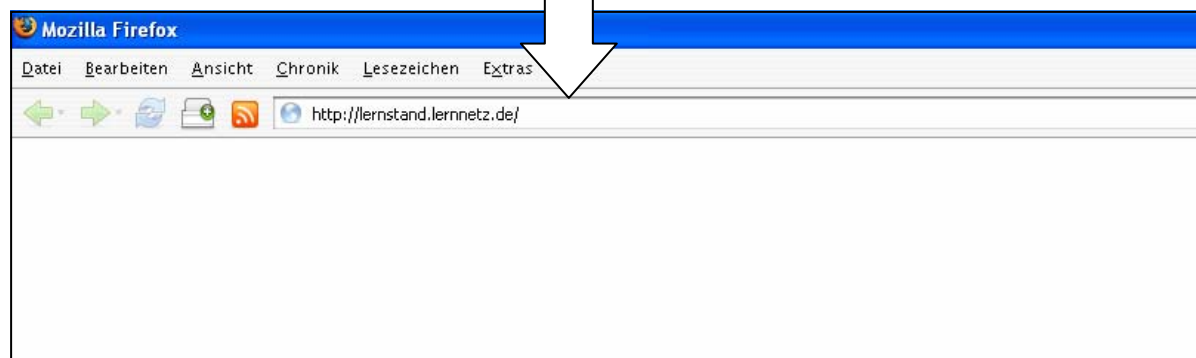 Mozilla Firefox
Datei Bearbeiten Ansicht Chronik Lesezeichen Extras
http://lernstand.lernnetz.de/